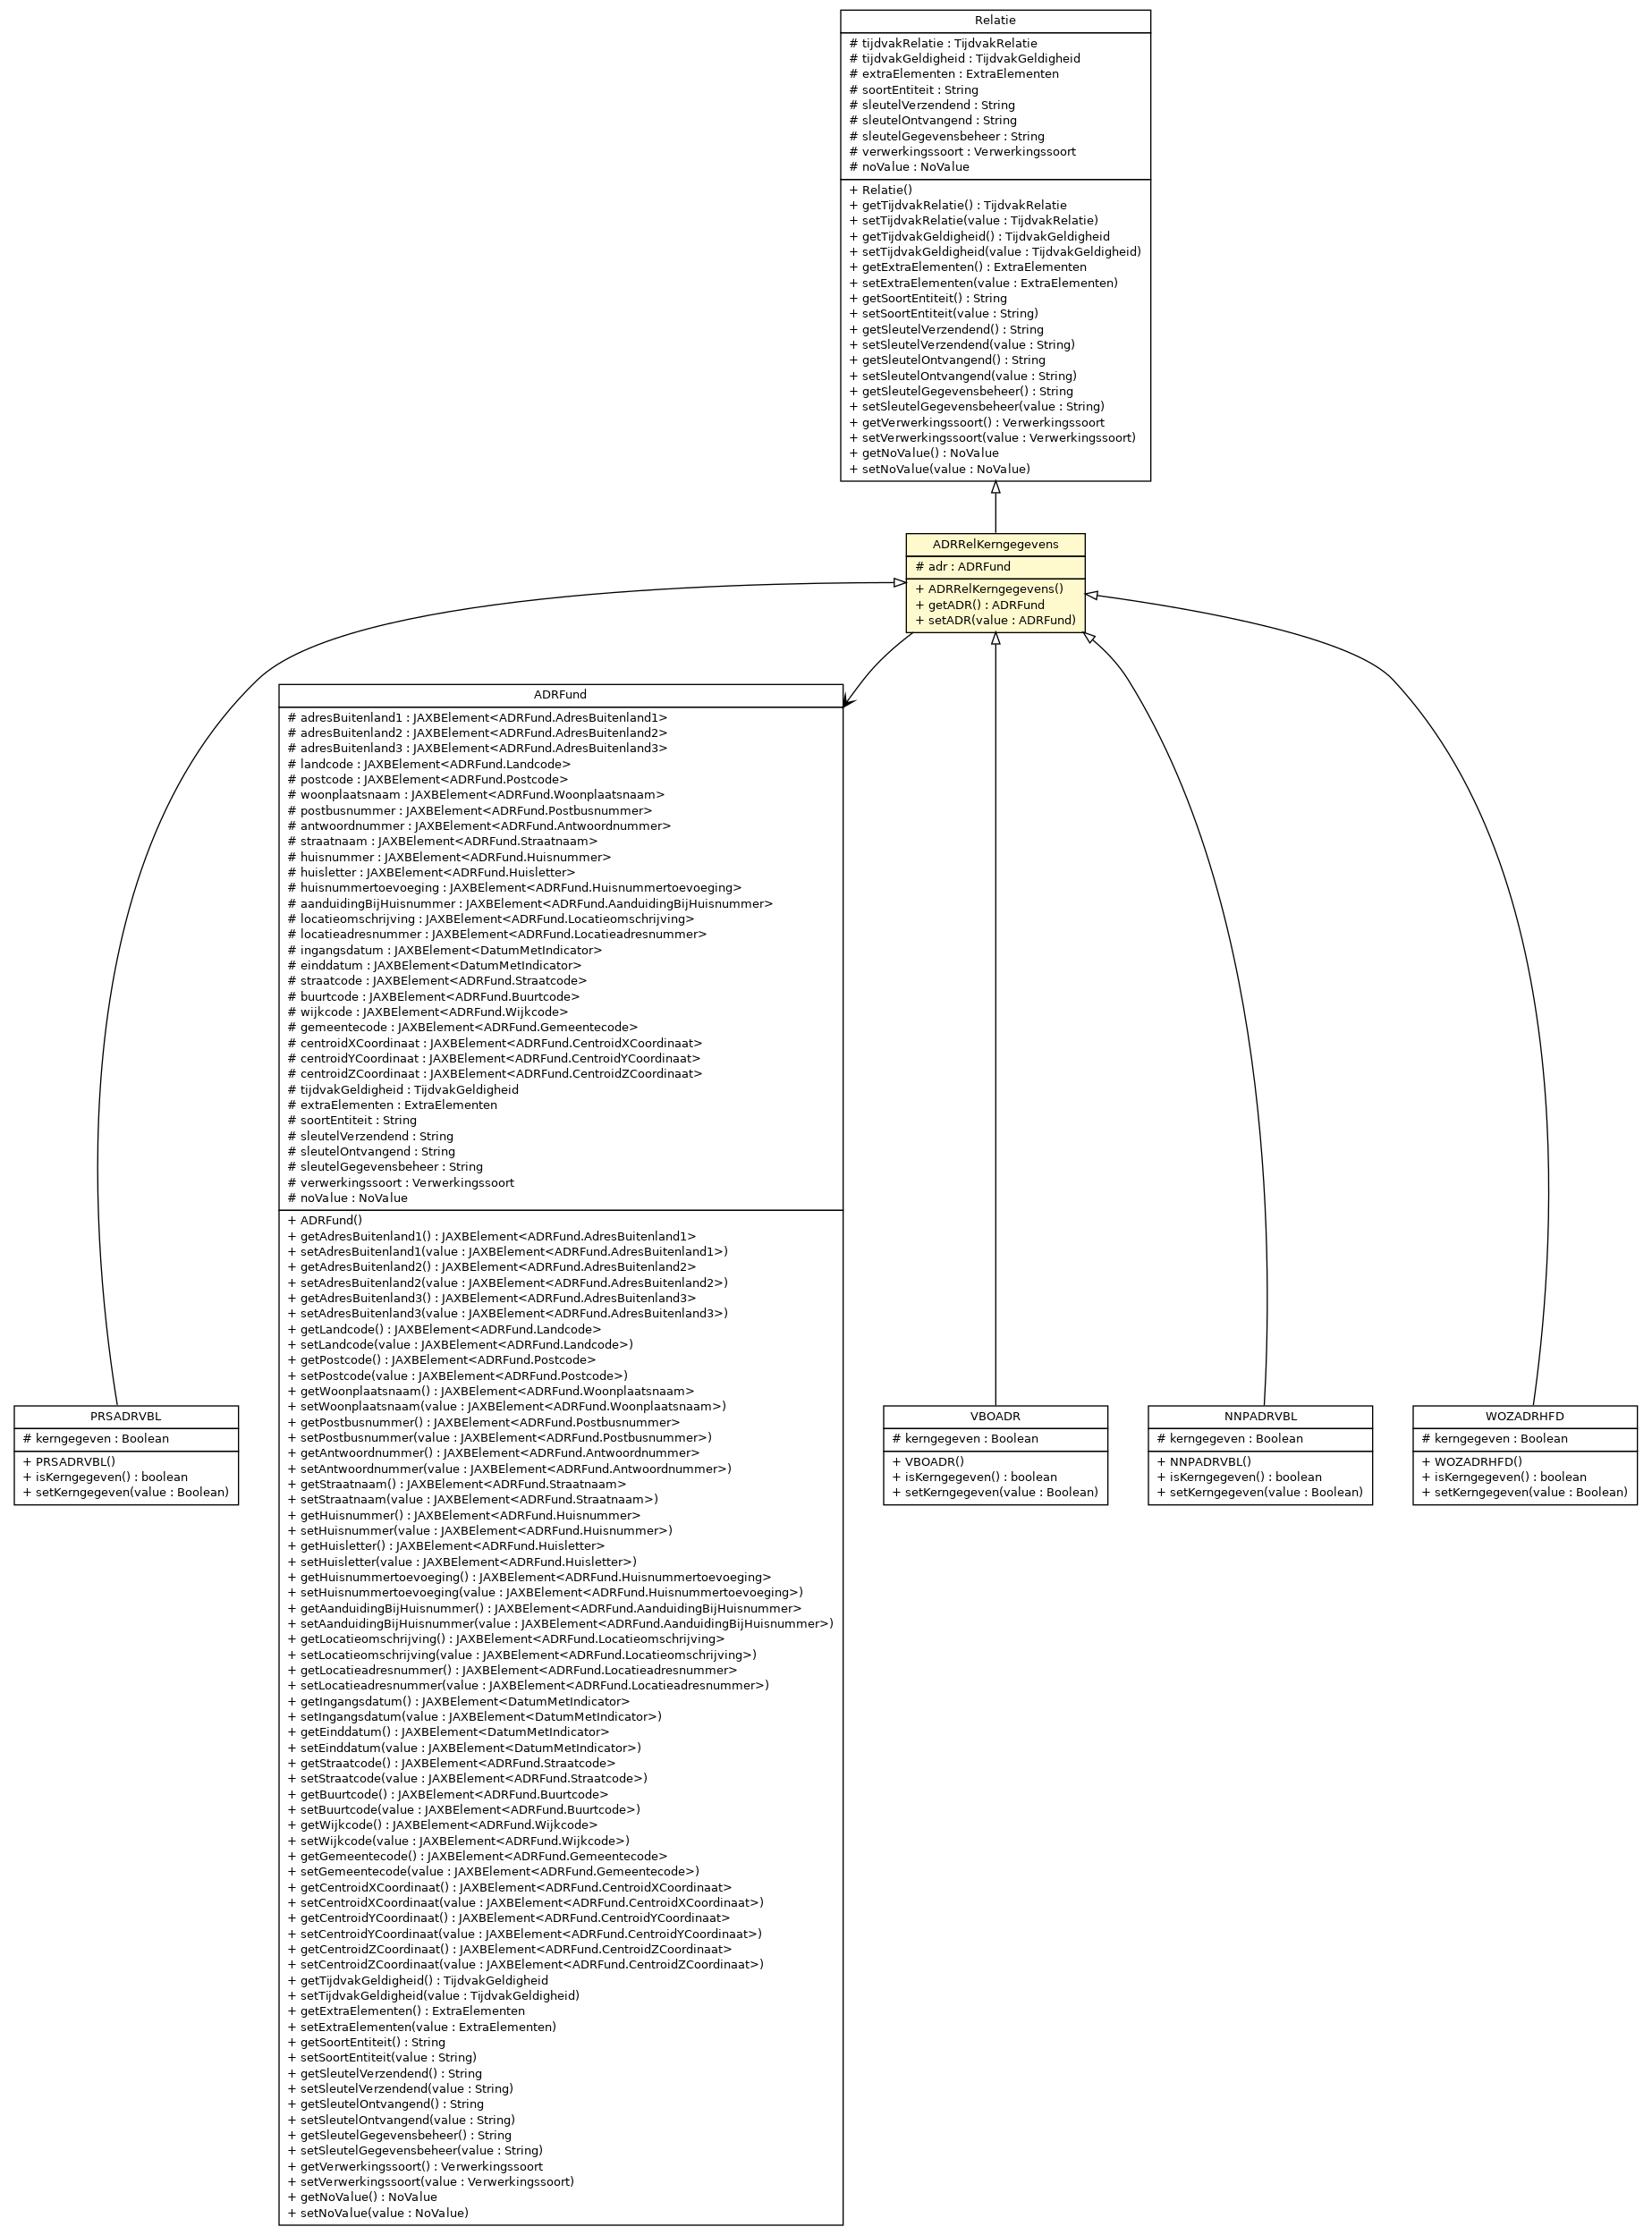 Relatie
# tijdvakRelatie : TijdvakRelatie
# tijdvakGeldigheid : TijdvakGeldigheid
# extraElementen : ExtraElementen
# soortEntiteit : String
# sleutelVerzendend : String
# sleutelOntvangend : String
# sleutelGegevensbeheer : String
# verwerkingssoort : Verwerkingssoort
# noValue : NoValue
+ Relatie()
+ getTijdvakRelatie() : TijdvakRelatie
+ setTijdvakRelatie(value : TijdvakRelatie)
+ getTijdvakGeldigheid() : TijdvakGeldigheid
+ setTijdvakGeldigheid(value : TijdvakGeldigheid)
+ getExtraElementen() : ExtraElementen
+ setExtraElementen(value : ExtraElementen)
+ getSoortEntiteit() : String
+ setSoortEntiteit(value : String)
+ getSleutelVerzendend() : String
+ setSleutelVerzendend(value : String)
+ getSleutelOntvangend() : String
+ setSleutelOntvangend(value : String)
+ getSleutelGegevensbeheer() : String
+ setSleutelGegevensbeheer(value : String)
+ getVerwerkingssoort() : Verwerkingssoort
+ setVerwerkingssoort(value : Verwerkingssoort)
+ getNoValue() : NoValue
+ setNoValue(value : NoValue)
ADRRelKerngegevens
# adr : ADRFund
+ ADRRelKerngegevens()
+ getADR() : ADRFund
+ setADR(value : ADRFund)
ADRFund
# adresBuitenland1 : JAXBElement<ADRFund.AdresBuitenland1>
# adresBuitenland2 : JAXBElement<ADRFund.AdresBuitenland2>
# adresBuitenland3 : JAXBElement<ADRFund.AdresBuitenland3>
# landcode : JAXBElement<ADRFund.Landcode>
# postcode : JAXBElement<ADRFund.Postcode>
# woonplaatsnaam : JAXBElement<ADRFund.Woonplaatsnaam>
# postbusnummer : JAXBElement<ADRFund.Postbusnummer>
# antwoordnummer : JAXBElement<ADRFund.Antwoordnummer>
# straatnaam : JAXBElement<ADRFund.Straatnaam>
# huisnummer : JAXBElement<ADRFund.Huisnummer>
# huisletter : JAXBElement<ADRFund.Huisletter>
# huisnummertoevoeging : JAXBElement<ADRFund.Huisnummertoevoeging>
# aanduidingBijHuisnummer : JAXBElement<ADRFund.AanduidingBijHuisnummer>
# locatieomschrijving : JAXBElement<ADRFund.Locatieomschrijving>
# locatieadresnummer : JAXBElement<ADRFund.Locatieadresnummer>
# ingangsdatum : JAXBElement<DatumMetIndicator>
# einddatum : JAXBElement<DatumMetIndicator>
# straatcode : JAXBElement<ADRFund.Straatcode>
# buurtcode : JAXBElement<ADRFund.Buurtcode>
# wijkcode : JAXBElement<ADRFund.Wijkcode>
# gemeentecode : JAXBElement<ADRFund.Gemeentecode>
# centroidXCoordinaat : JAXBElement<ADRFund.CentroidXCoordinaat>
# centroidYCoordinaat : JAXBElement<ADRFund.CentroidYCoordinaat>
# centroidZCoordinaat : JAXBElement<ADRFund.CentroidZCoordinaat>
# tijdvakGeldigheid : TijdvakGeldigheid
# extraElementen : ExtraElementen
# soortEntiteit : String
# sleutelVerzendend : String
# sleutelOntvangend : String
# sleutelGegevensbeheer : String
# verwerkingssoort : Verwerkingssoort
# noValue : NoValue
+ ADRFund()
+ getAdresBuitenland1() : JAXBElement<ADRFund.AdresBuitenland1>
+ setAdresBuitenland1(value : JAXBElement<ADRFund.AdresBuitenland1>)
+ getAdresBuitenland2() : JAXBElement<ADRFund.AdresBuitenland2>
+ setAdresBuitenland2(value : JAXBElement<ADRFund.AdresBuitenland2>)
+ getAdresBuitenland3() : JAXBElement<ADRFund.AdresBuitenland3>
+ setAdresBuitenland3(value : JAXBElement<ADRFund.AdresBuitenland3>)
+ getLandcode() : JAXBElement<ADRFund.Landcode>
+ setLandcode(value : JAXBElement<ADRFund.Landcode>)
+ getPostcode() : JAXBElement<ADRFund.Postcode>
+ setPostcode(value : JAXBElement<ADRFund.Postcode>)
+ getWoonplaatsnaam() : JAXBElement<ADRFund.Woonplaatsnaam>
+ setWoonplaatsnaam(value : JAXBElement<ADRFund.Woonplaatsnaam>)
+ getPostbusnummer() : JAXBElement<ADRFund.Postbusnummer>
+ setPostbusnummer(value : JAXBElement<ADRFund.Postbusnummer>)
+ getAntwoordnummer() : JAXBElement<ADRFund.Antwoordnummer>
+ setAntwoordnummer(value : JAXBElement<ADRFund.Antwoordnummer>)
+ getStraatnaam() : JAXBElement<ADRFund.Straatnaam>
+ setStraatnaam(value : JAXBElement<ADRFund.Straatnaam>)
+ getHuisnummer() : JAXBElement<ADRFund.Huisnummer>
+ setHuisnummer(value : JAXBElement<ADRFund.Huisnummer>)
+ getHuisletter() : JAXBElement<ADRFund.Huisletter>
+ setHuisletter(value : JAXBElement<ADRFund.Huisletter>)
+ getHuisnummertoevoeging() : JAXBElement<ADRFund.Huisnummertoevoeging>
+ setHuisnummertoevoeging(value : JAXBElement<ADRFund.Huisnummertoevoeging>)
+ getAanduidingBijHuisnummer() : JAXBElement<ADRFund.AanduidingBijHuisnummer>
+ setAanduidingBijHuisnummer(value : JAXBElement<ADRFund.AanduidingBijHuisnummer>)
+ getLocatieomschrijving() : JAXBElement<ADRFund.Locatieomschrijving>
+ setLocatieomschrijving(value : JAXBElement<ADRFund.Locatieomschrijving>)
+ getLocatieadresnummer() : JAXBElement<ADRFund.Locatieadresnummer>
+ setLocatieadresnummer(value : JAXBElement<ADRFund.Locatieadresnummer>)
+ getIngangsdatum() : JAXBElement<DatumMetIndicator>
+ setIngangsdatum(value : JAXBElement<DatumMetIndicator>)
+ getEinddatum() : JAXBElement<DatumMetIndicator>
+ setEinddatum(value : JAXBElement<DatumMetIndicator>)
+ getStraatcode() : JAXBElement<ADRFund.Straatcode>
+ setStraatcode(value : JAXBElement<ADRFund.Straatcode>)
+ getBuurtcode() : JAXBElement<ADRFund.Buurtcode>
+ setBuurtcode(value : JAXBElement<ADRFund.Buurtcode>)
+ getWijkcode() : JAXBElement<ADRFund.Wijkcode>
+ setWijkcode(value : JAXBElement<ADRFund.Wijkcode>)
+ getGemeentecode() : JAXBElement<ADRFund.Gemeentecode>
+ setGemeentecode(value : JAXBElement<ADRFund.Gemeentecode>)
+ getCentroidXCoordinaat() : JAXBElement<ADRFund.CentroidXCoordinaat>
+ setCentroidXCoordinaat(value : JAXBElement<ADRFund.CentroidXCoordinaat>)
+ getCentroidYCoordinaat() : JAXBElement<ADRFund.CentroidYCoordinaat>
+ setCentroidYCoordinaat(value : JAXBElement<ADRFund.CentroidYCoordinaat>)
+ getCentroidZCoordinaat() : JAXBElement<ADRFund.CentroidZCoordinaat>
+ setCentroidZCoordinaat(value : JAXBElement<ADRFund.CentroidZCoordinaat>)
+ getTijdvakGeldigheid() : TijdvakGeldigheid
+ setTijdvakGeldigheid(value : TijdvakGeldigheid)
+ getExtraElementen() : ExtraElementen
+ setExtraElementen(value : ExtraElementen)
+ getSoortEntiteit() : String
+ setSoortEntiteit(value : String)
+ getSleutelVerzendend() : String
+ setSleutelVerzendend(value : String)
+ getSleutelOntvangend() : String
+ setSleutelOntvangend(value : String)
+ getSleutelGegevensbeheer() : String
+ setSleutelGegevensbeheer(value : String)
+ getVerwerkingssoort() : Verwerkingssoort
+ setVerwerkingssoort(value : Verwerkingssoort)
+ getNoValue() : NoValue
+ setNoValue(value : NoValue)
PRSADRVBL
# kerngegeven : Boolean
+ PRSADRVBL()
+ isKerngegeven() : boolean
+ setKerngegeven(value : Boolean)
VBOADR
# kerngegeven : Boolean
+ VBOADR()
+ isKerngegeven() : boolean
+ setKerngegeven(value : Boolean)
NNPADRVBL
# kerngegeven : Boolean
+ NNPADRVBL()
+ isKerngegeven() : boolean
+ setKerngegeven(value : Boolean)
WOZADRHFD
# kerngegeven : Boolean
+ WOZADRHFD()
+ isKerngegeven() : boolean
+ setKerngegeven(value : Boolean)